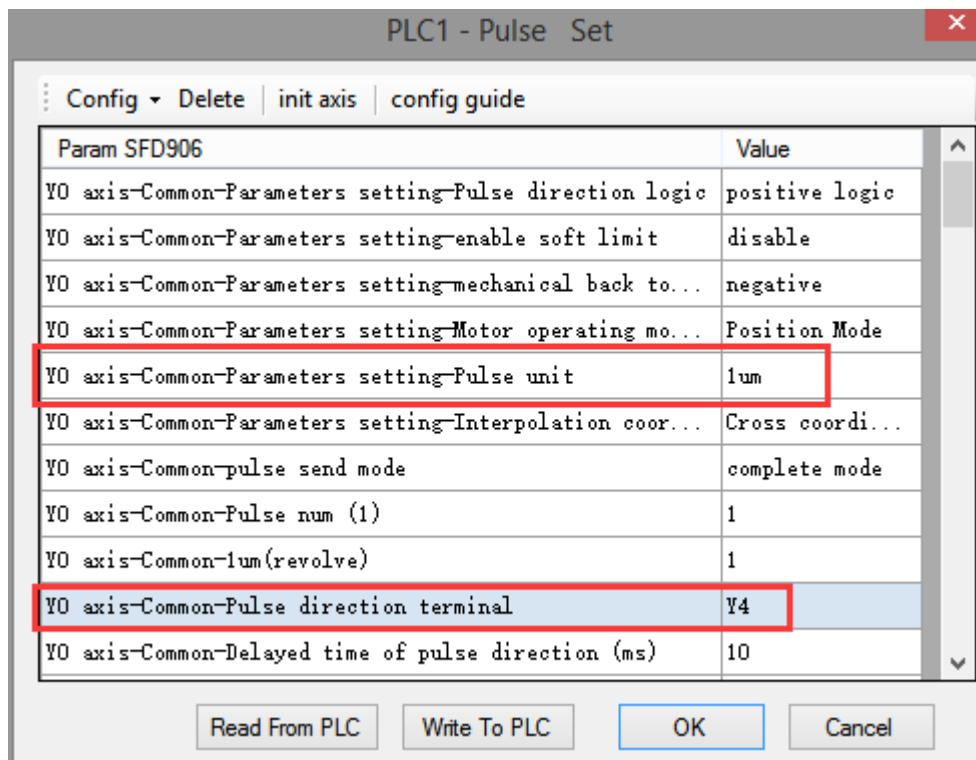 PLC1 - Pulse Set
Config Delete init axis config guide
Param SFD906 Value
Y0 axis-Common-Parameters setting-Pulse direction logic positive logic
Y0 axis-Common-Parameters setting-enable soft limit disable
Y0 axis-Common-Parameters setting-mechanical back to... negative
Y0 axis-Common-Parameters setting-Motor operating mo... Position Mode
Y0 axis-Common-Parameters setting-Pulse unit 1um
Y0 axis-Common-Parameters setting-Interpolation coor... Cross coordi...
Y0 axis-Common-pulse send mode complete mode
Y0 axis-Common-Pulse num (1) 1
Y0 axis-Common-1um(revolve) 1
Y0 axis-Common-Pulse direction terminal Y4
Y0 axis-Common-Delayed time of pulse direction (ms) 10
Read From PLC Write To PLC OK Cancel